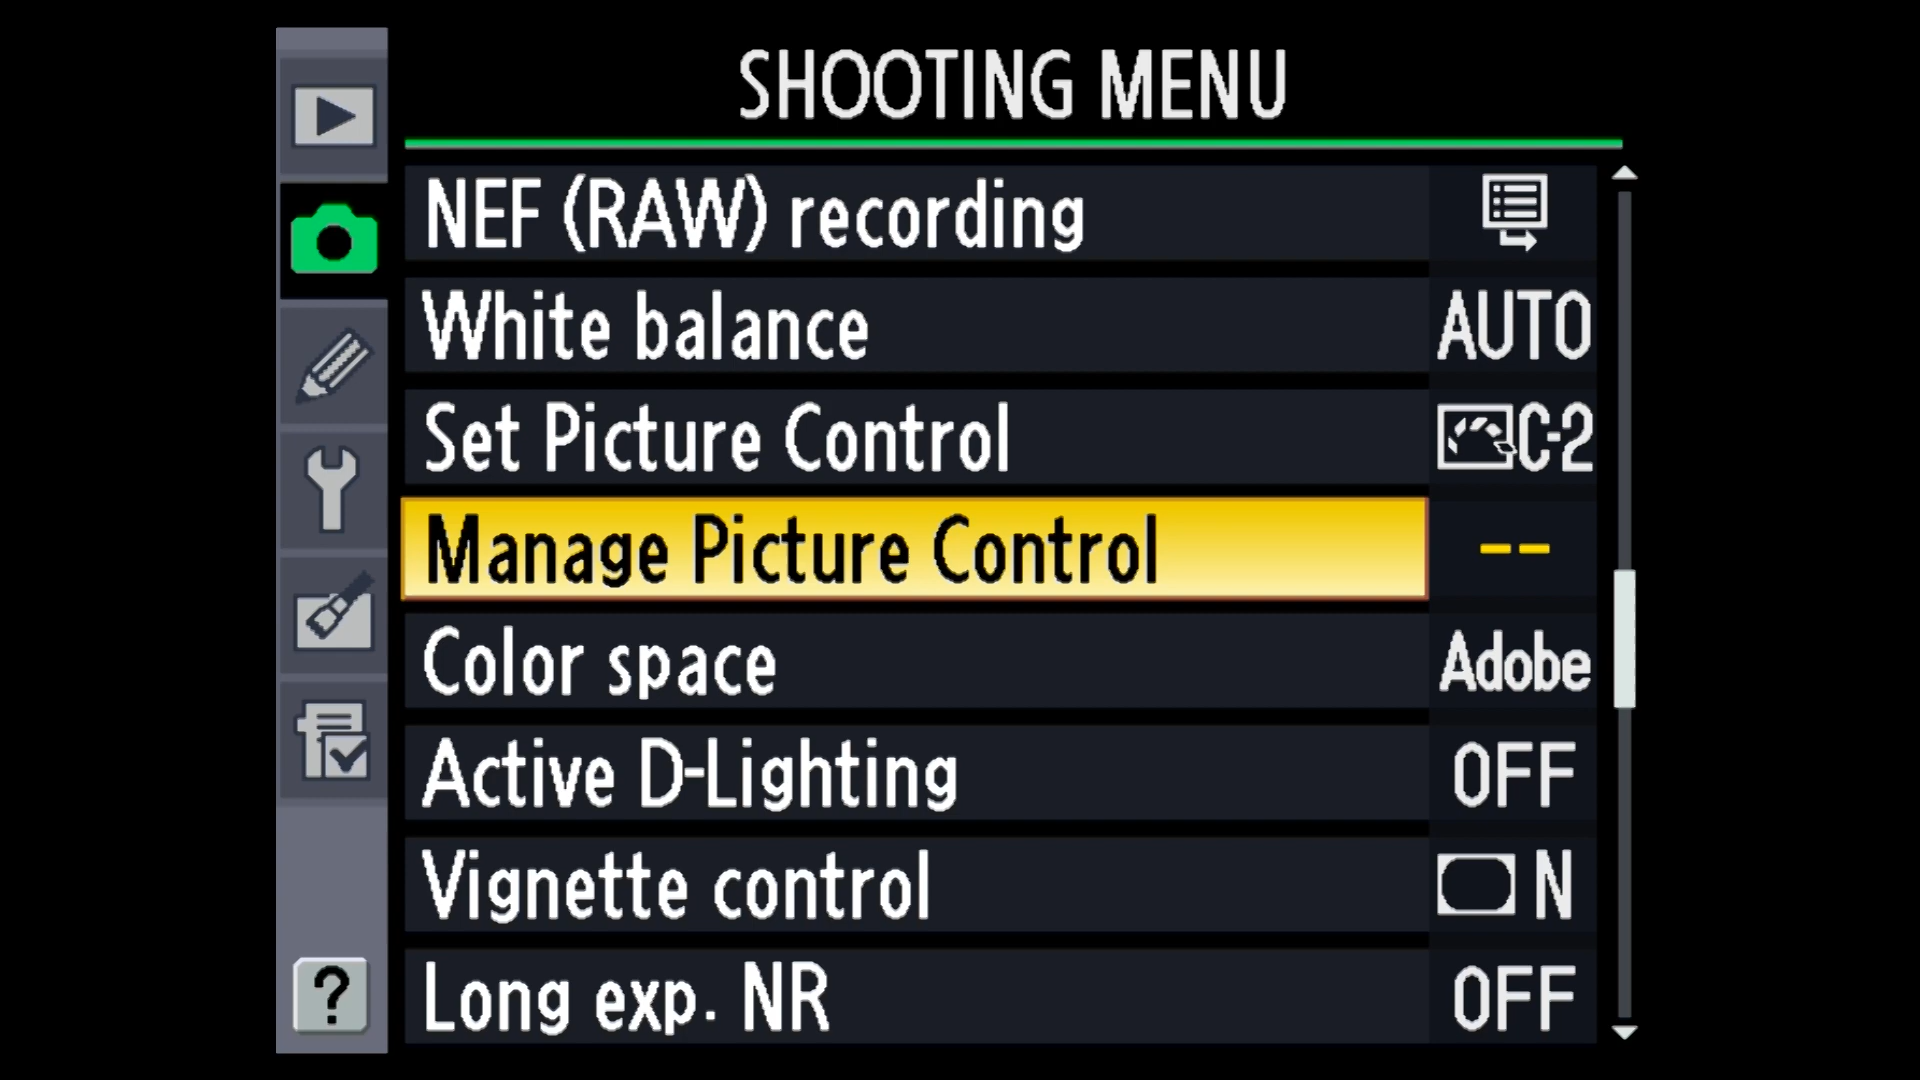 SHOOTING MENU
NEF (RAW) recording
White balance AUTO
Set Picture Control C-2
Manage Picture Control --
Color space Adobe
Active D-Lighting OFF
Vignette control N
Long exp. NR OFF
?